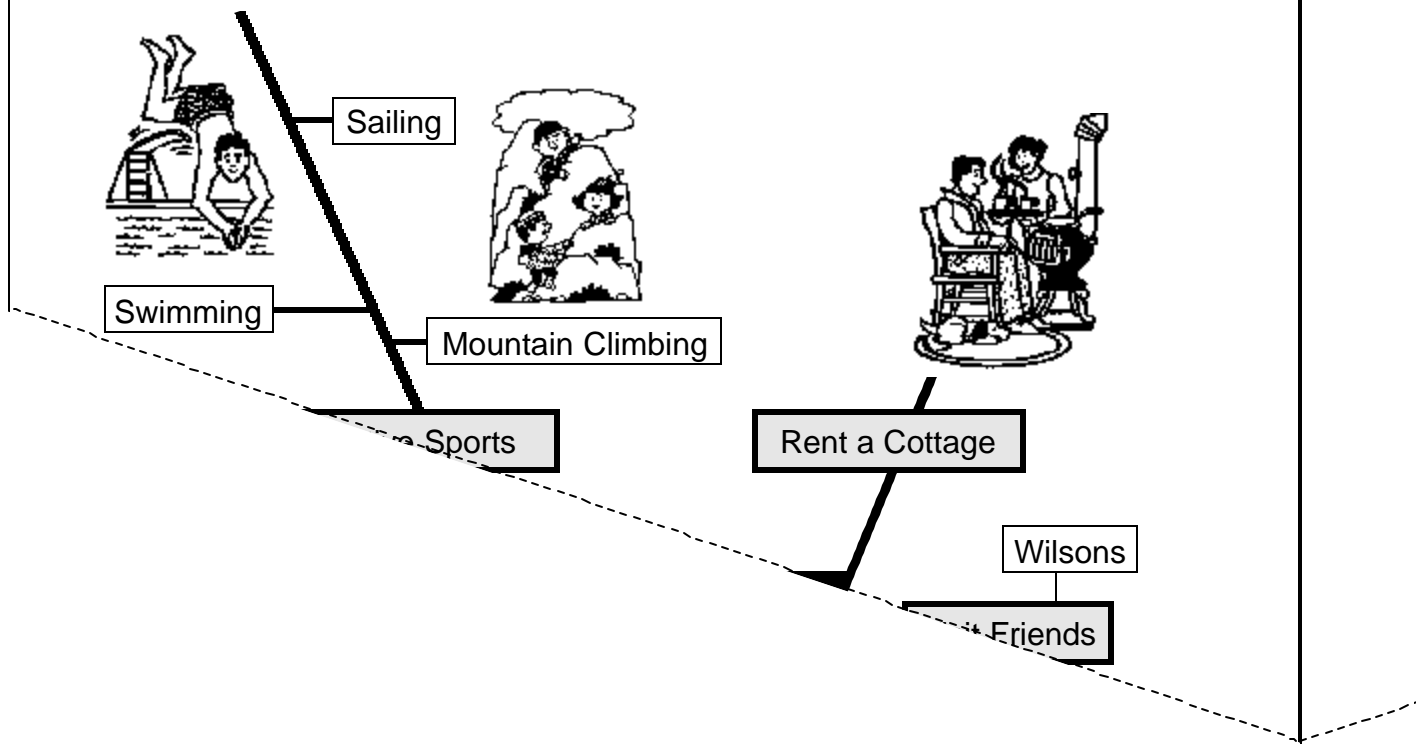 Sailing
Swimming
Mountain Climbing
Sports
Rent a Cottage
Wilsons
Friends